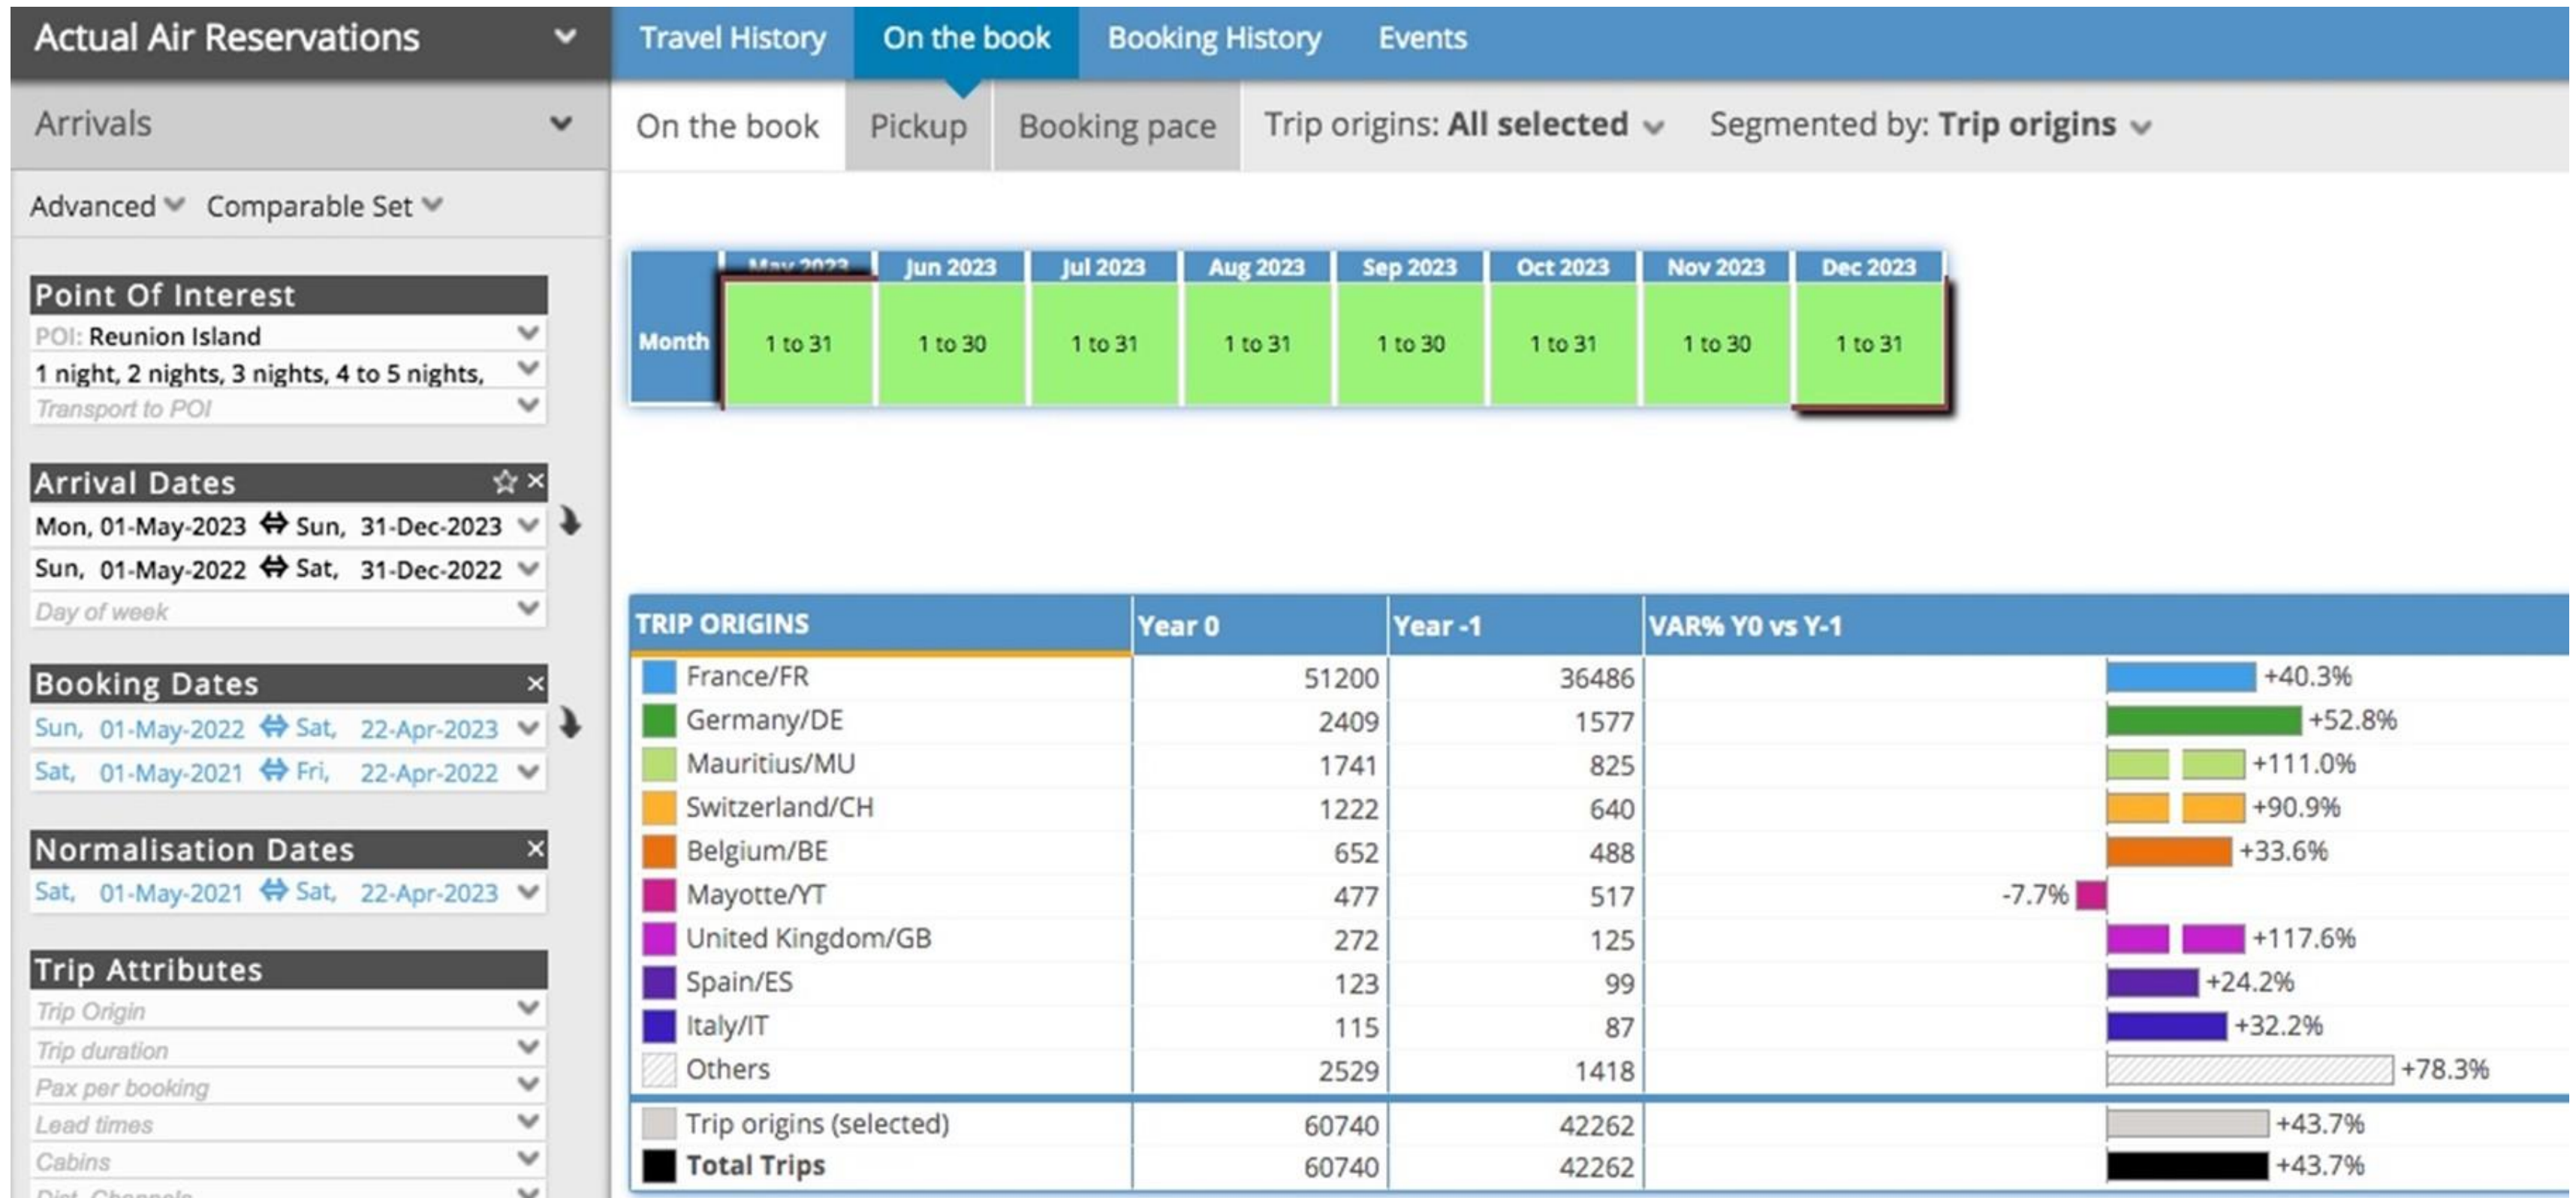 Actual Air Reservations
Travel History On the book Booking History Events
Arrivals
On the book Pickup Booking pace Trip origins: All selected Segmented by: Trip origins
Advanced Comparable Set
Point Of Interest
POI: Reunion Island
1 night, 2 nights, 3 nights, 4 to 5 nights,
Transport to POI
Arrival Dates
Mon, 01-May-2023 Sun, 31-Dec-2023
Sun, 01-May-2022 Sat, 31-Dec-2022
Day of week
Booking Dates
Sun, 01-May-2022 Sat, 22-Apr-2023
Sat, 01-May-2021 Fri, 22-Apr-2022
Normalisation Dates
Sat, 01-May-2021 Sat, 22-Apr-2023
Trip Attributes
Trip Origin
Trip duration
Pax per booking
Lead times
Cabins
Dist. Channels
May 2023 Jun 2023 Jul 2023 Aug 2023 Sep 2023 Oct 2023 Nov 2023 Dec 2023
Month 1 to 31 1 to 30 1 to 31 1 to 31 1 to 30 1 to 31 1 to 30 1 to 31
TRIP ORIGINS Year 0 Year -1 VAR% Y0 vs Y-1
France/FR 51200 36486 +40.3%
Germany/DE 2409 1577 +52.8%
Mauritius/MU 1741 825 +111.0%
Switzerland/CH 1222 640 +90.9%
Belgium/BE 652 488 +33.6%
Mayotte/YT 477 517 -7.7%
United Kingdom/GB 272 125 +117.6%
Spain/ES 123 99 +24.2%
Italy/IT 115 87 +32.2%
Others 2529 1418 +78.3%
Trip origins (selected) 60740 42262 +43.7%
Total Trips 60740 42262 +43.7%